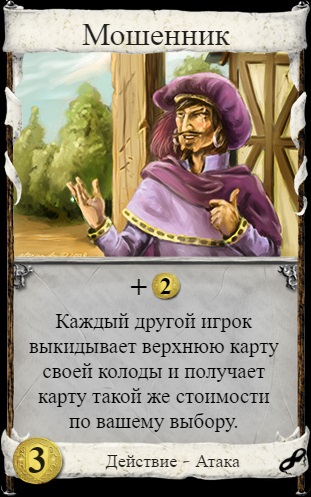 Мошенник
+ 2
Каждый другой игрок
выкидывает верхнюю карту
своей колоды и получает
карту такой же стоимости
по вашему выбору.
3
Действие - Атака